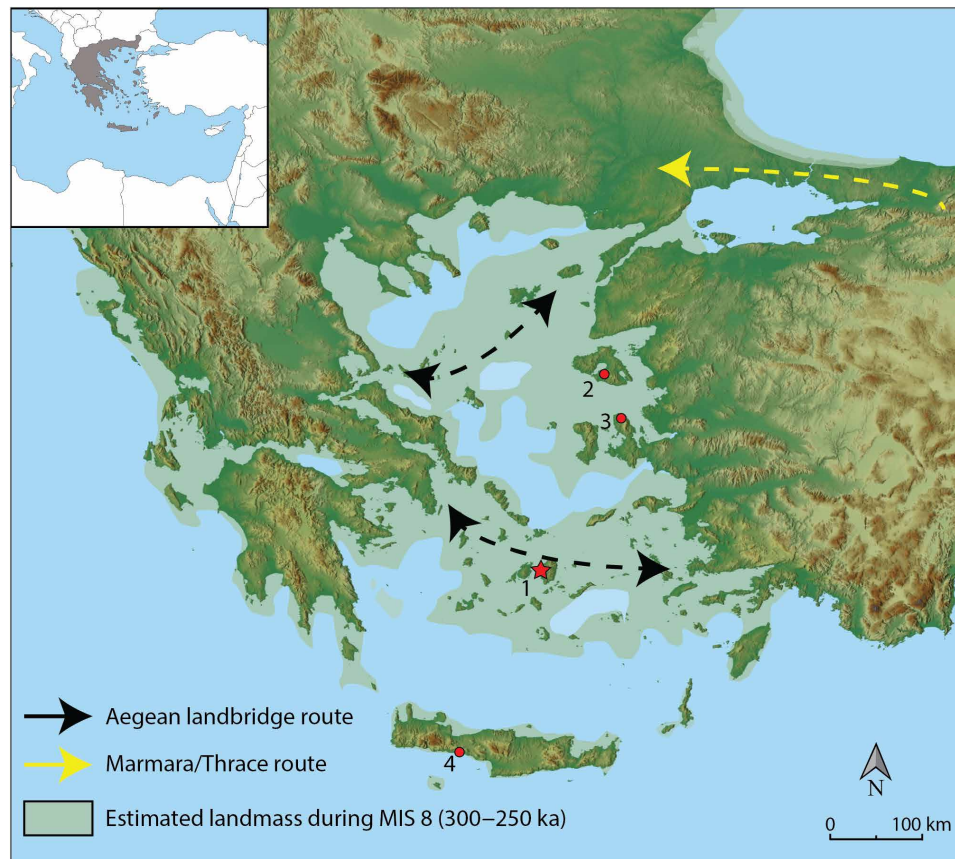 2
3
1
4
Aegean landbridge route
Marmara/Thrace route
Estimated landmass during MIS 8 (300–250 ka)
N
0 100 km